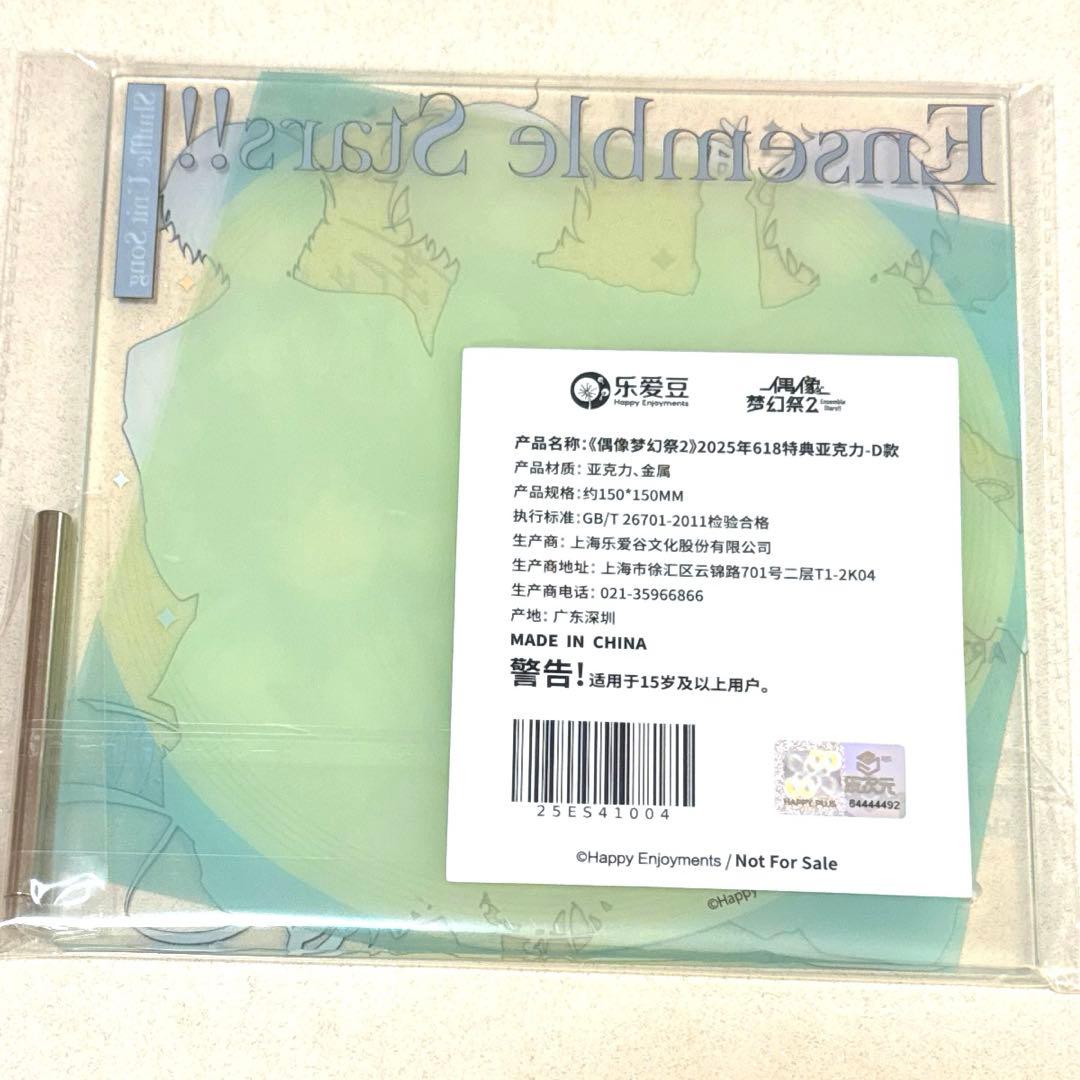 Ensemble Stars!!
Shuffle Unit Song
乐爱豆
Happy Enjoyments
偶像
梦幻祭2
Ensemble
Stars!!
产品名称:《偶像梦幻祭2》2025年618特典亚克力-D款
产品材质: 亚克力、金属
产品规格:约150*150MM
执行标准:GB/T 26701-2011检验合格
生产商: 上海乐爱谷文化股份有限公司
生产商地址: 上海市徐汇区云锦路701号二层T1-2K04
生产商电话: 021-35966866
产地: 广东深圳
MADE IN CHINA
警告!适用于15岁及以上用户。
25ES41004
HAPPY PLUS
次元
64444492
©Happy Enjoyments / Not For Sale
©Happy